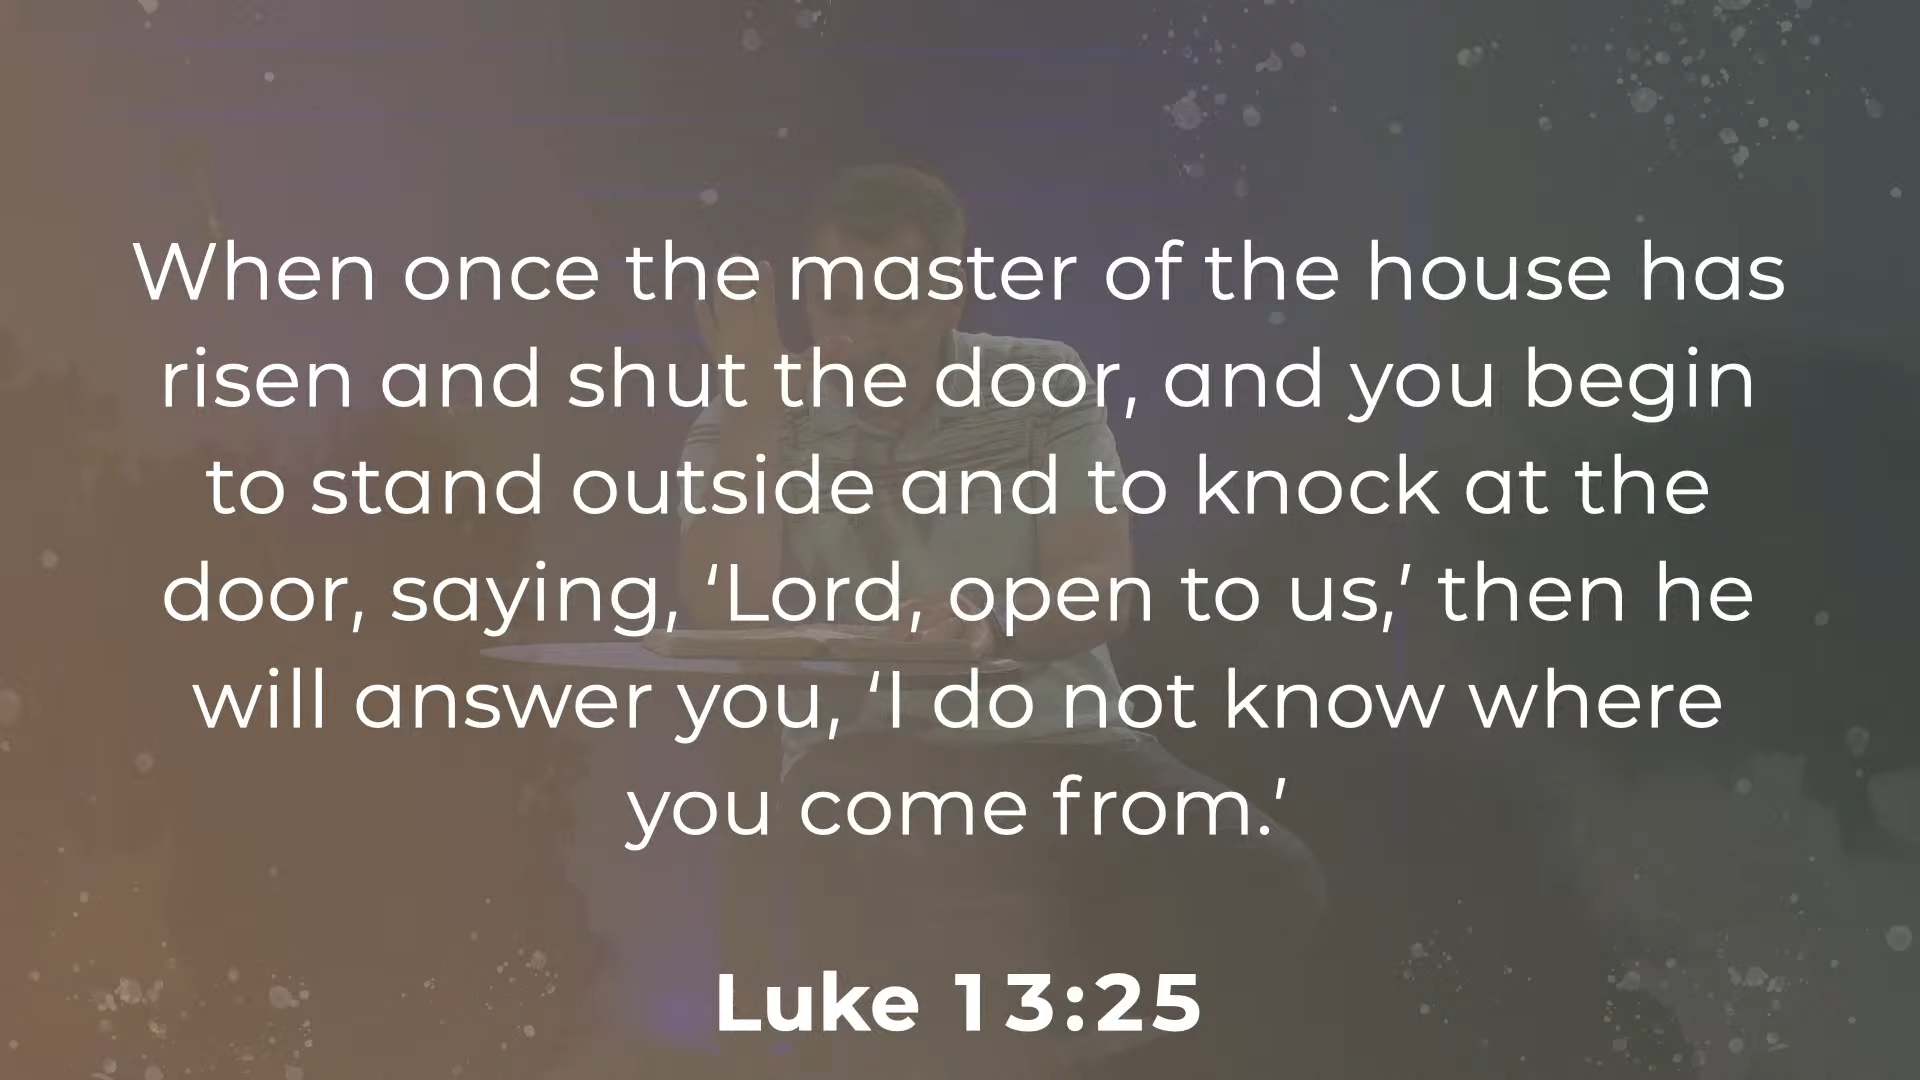 When once the master of the house has
risen and shut the door, and you begin
to stand outside and to knock at the
door, saying, ‘Lord, open to us,’ then he
will answer you, ‘I do not know where
you come from.’
Luke 13:25